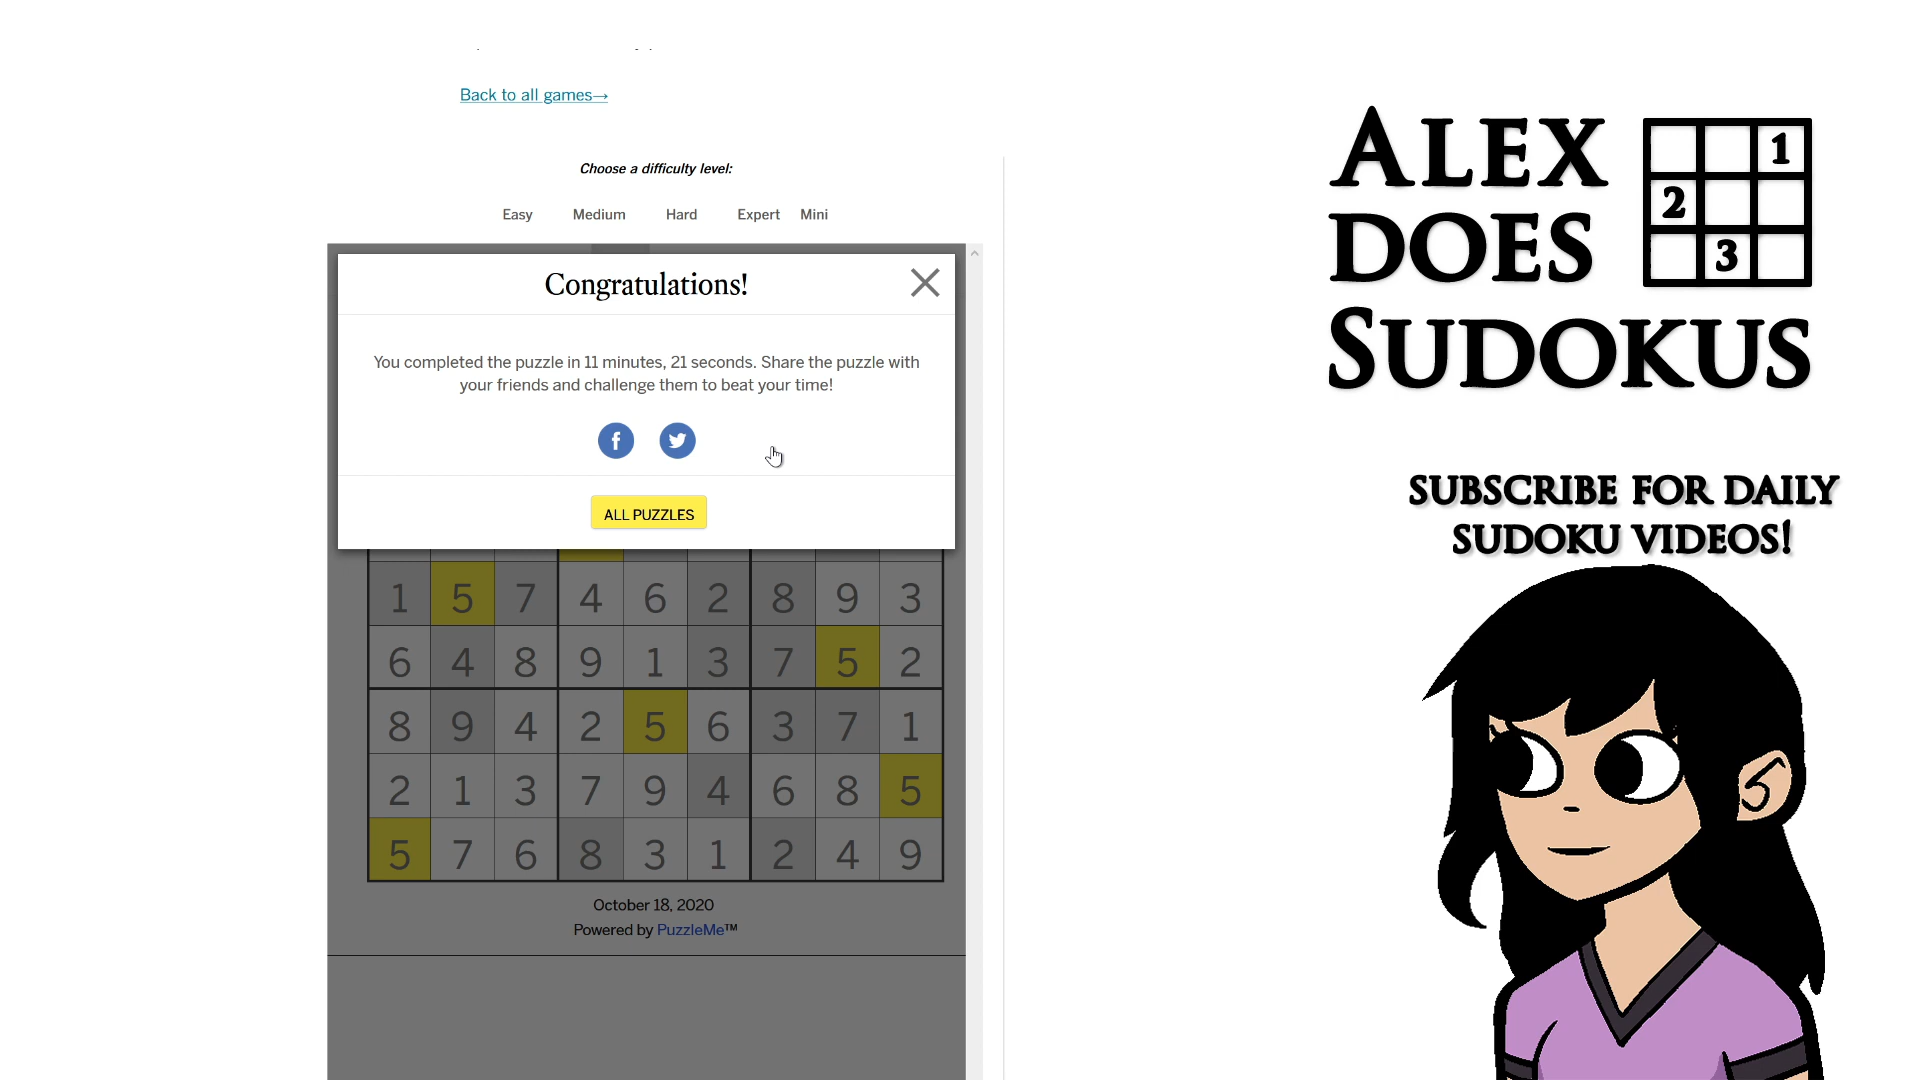 Back to all games→
Choose a difficulty level:
Easy Medium Hard Expert Mini
Congratulations!
You completed the puzzle in 11 minutes, 21 seconds. Share the puzzle with
your friends and challenge them to beat your time!
f
ALL PUZZLES
1 5 7 4 6 2 8 9 3
6 4 8 9 1 3 7 5 2
8 9 4 2 5 6 3 7 1
2 1 3 7 9 4 6 8 5
5 7 6 8 3 1 2 4 9
October 18, 2020
Powered by PuzzleMe™
ALEX
DOES
SUDOKUS
1
2
3
SUBSCRIBE FOR DAILY
SUDOKU VIDEOS!